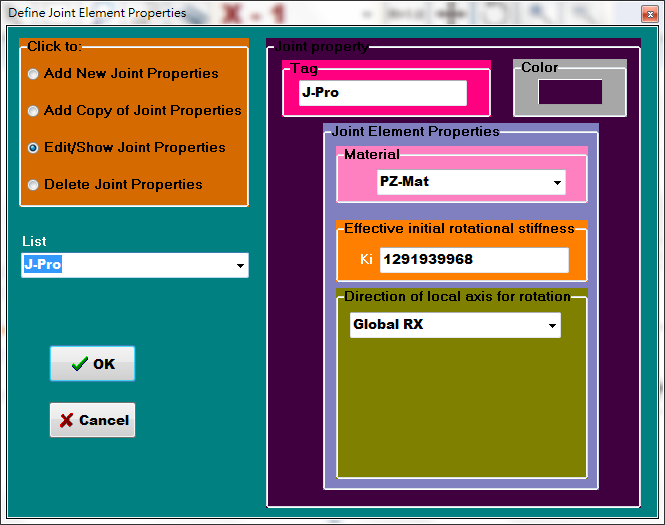 Define Joint Element Properties
x
Click to:
Add New Joint Properties
Add Copy of Joint Properties
Edit/Show Joint Properties
Delete Joint Properties
List
J-Pro
OK
Cancel
Joint property
Tag
J-Pro
Color
Joint Element Properties
Material
PZ-Mat
Effective initial rotational stiffness
Ki 1291939968
Direction of local axis for rotation
Global RX